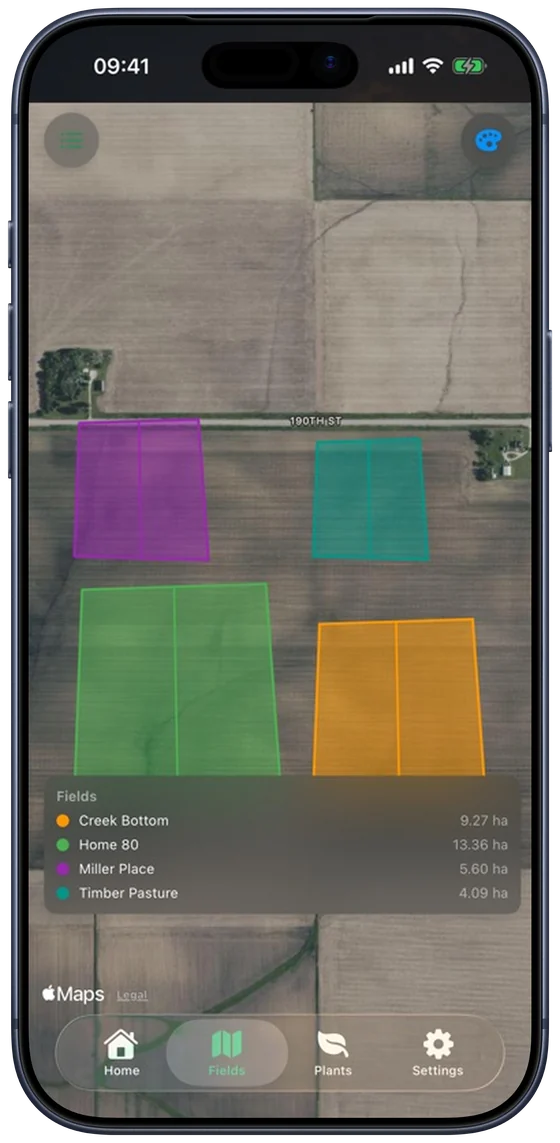 09:41
190TH ST
Fields
Creek Bottom 9.27 ha
Home 80 13.36 ha
Miller Place 5.60 ha
Timber Pasture 4.09 ha
Maps Legal
Home Fields Plants Settings